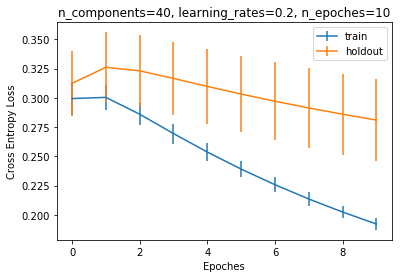 n_components=40, learning_rates=0.2, n_epoches=10
train
holdout
Cross Entropy Loss
0.350
0.325
0.300
0.275
0.250
0.225
0.200
0 2 4 6 8
Epoches